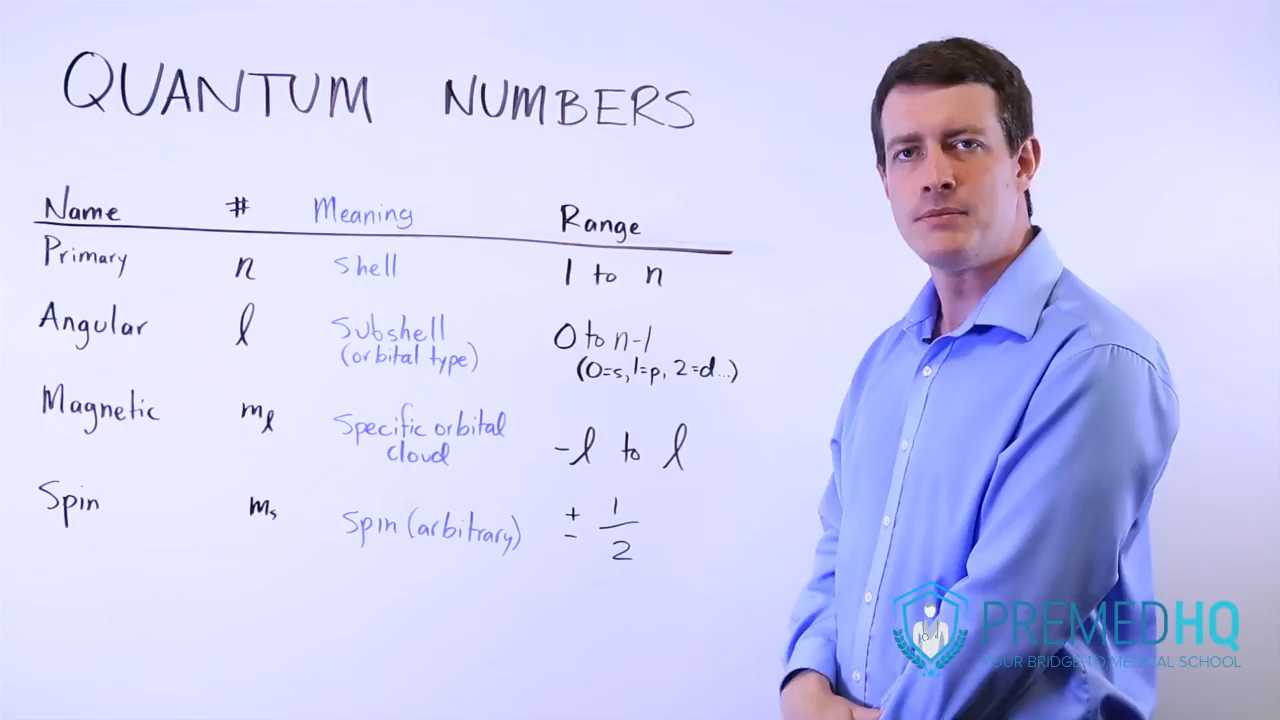 QUANTUM NUMBERS
Name # Meaning Range
Primary n Shell 1 to n
Angular l Subshell (orbital type) 0 to n-1
(0=s, 1=p, 2=d...)
Magnetic ml Specific orbital cloud -l to l
Spin ms Spin (arbitrary) ± 1/2
PREMEDHQ
YOUR BRIDGE TO MEDICAL SCHOOL